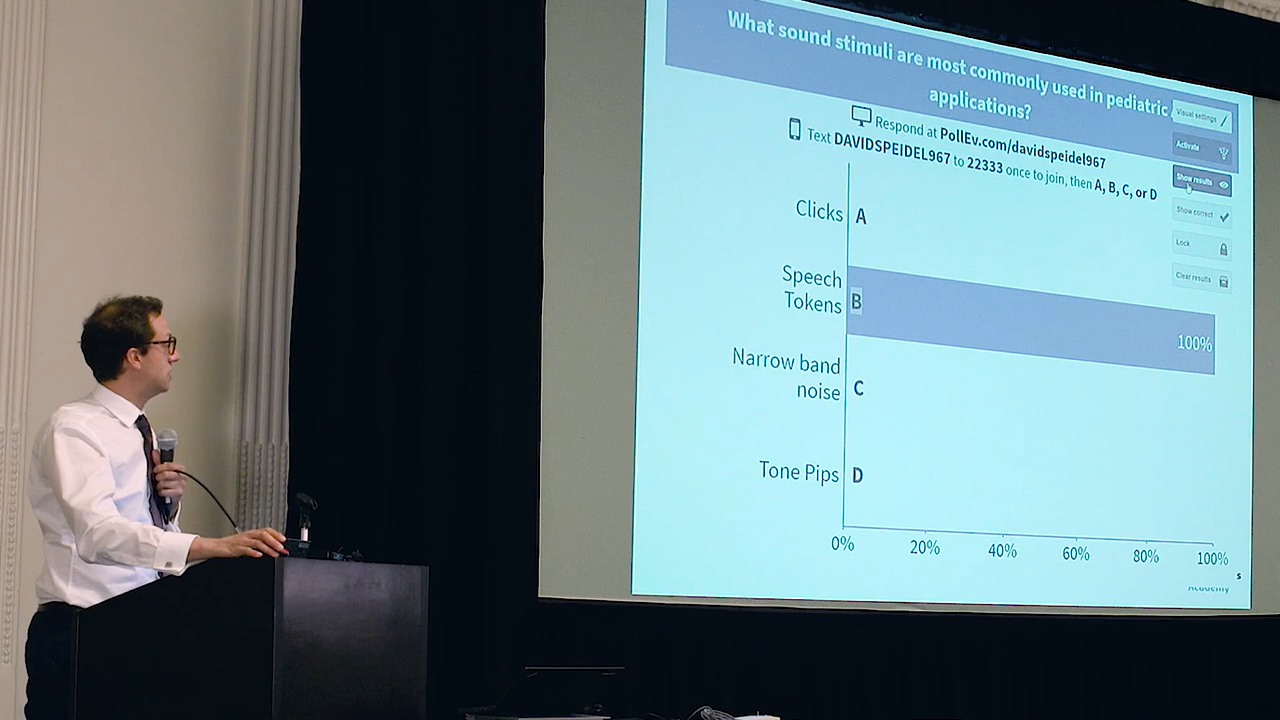 What sound stimuli are most commonly used in pediatric
applications?
Respond at PollEv.com/davidspeidel967
Text DAVIDSPEIDEL967 to 22333 once to join, then A, B, C, or D
Visual settings
Activate
Show results
Show correct
Lock
Clear results
Clicks A
Speech
Tokens B
100%
Narrow band
noise C
Tone Pips D
0% 20% 40% 60% 80% 100%
s
Academy